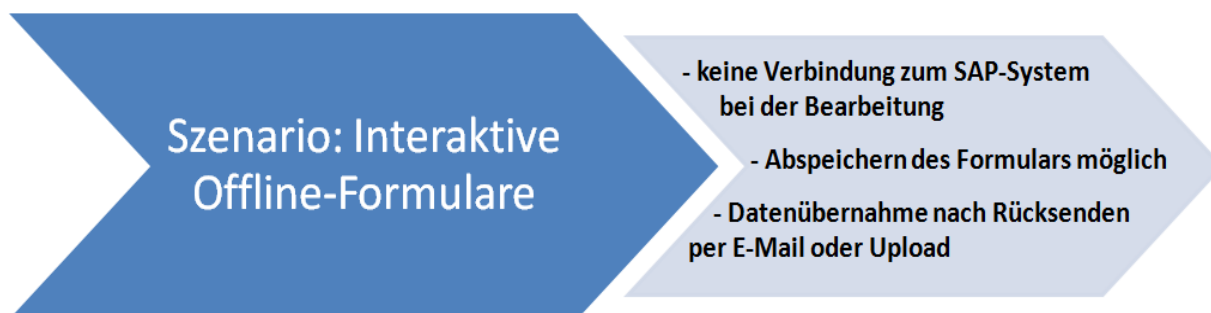 Szenario: Interaktive
Offline-Formulare
- keine Verbindung zum SAP-System
bei der Bearbeitung
- Abspeichern des Formulars möglich
- Datenübernahme nach Rücksenden
per E-Mail oder Upload